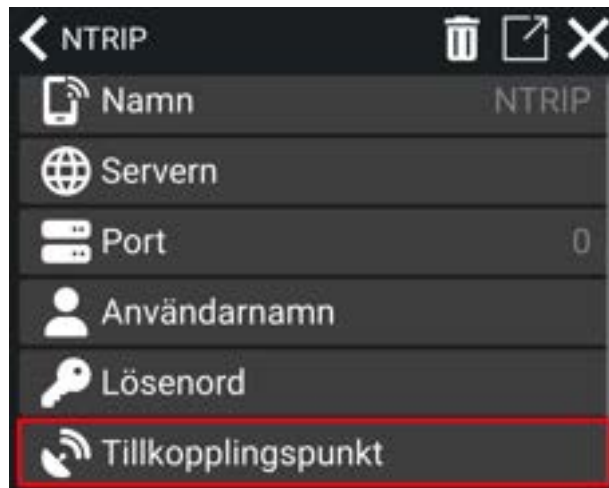 NTRIP
Namn NTRIP
Servern
Port 0
Användarnamn
Lösenord
Tillkopplingspunkt